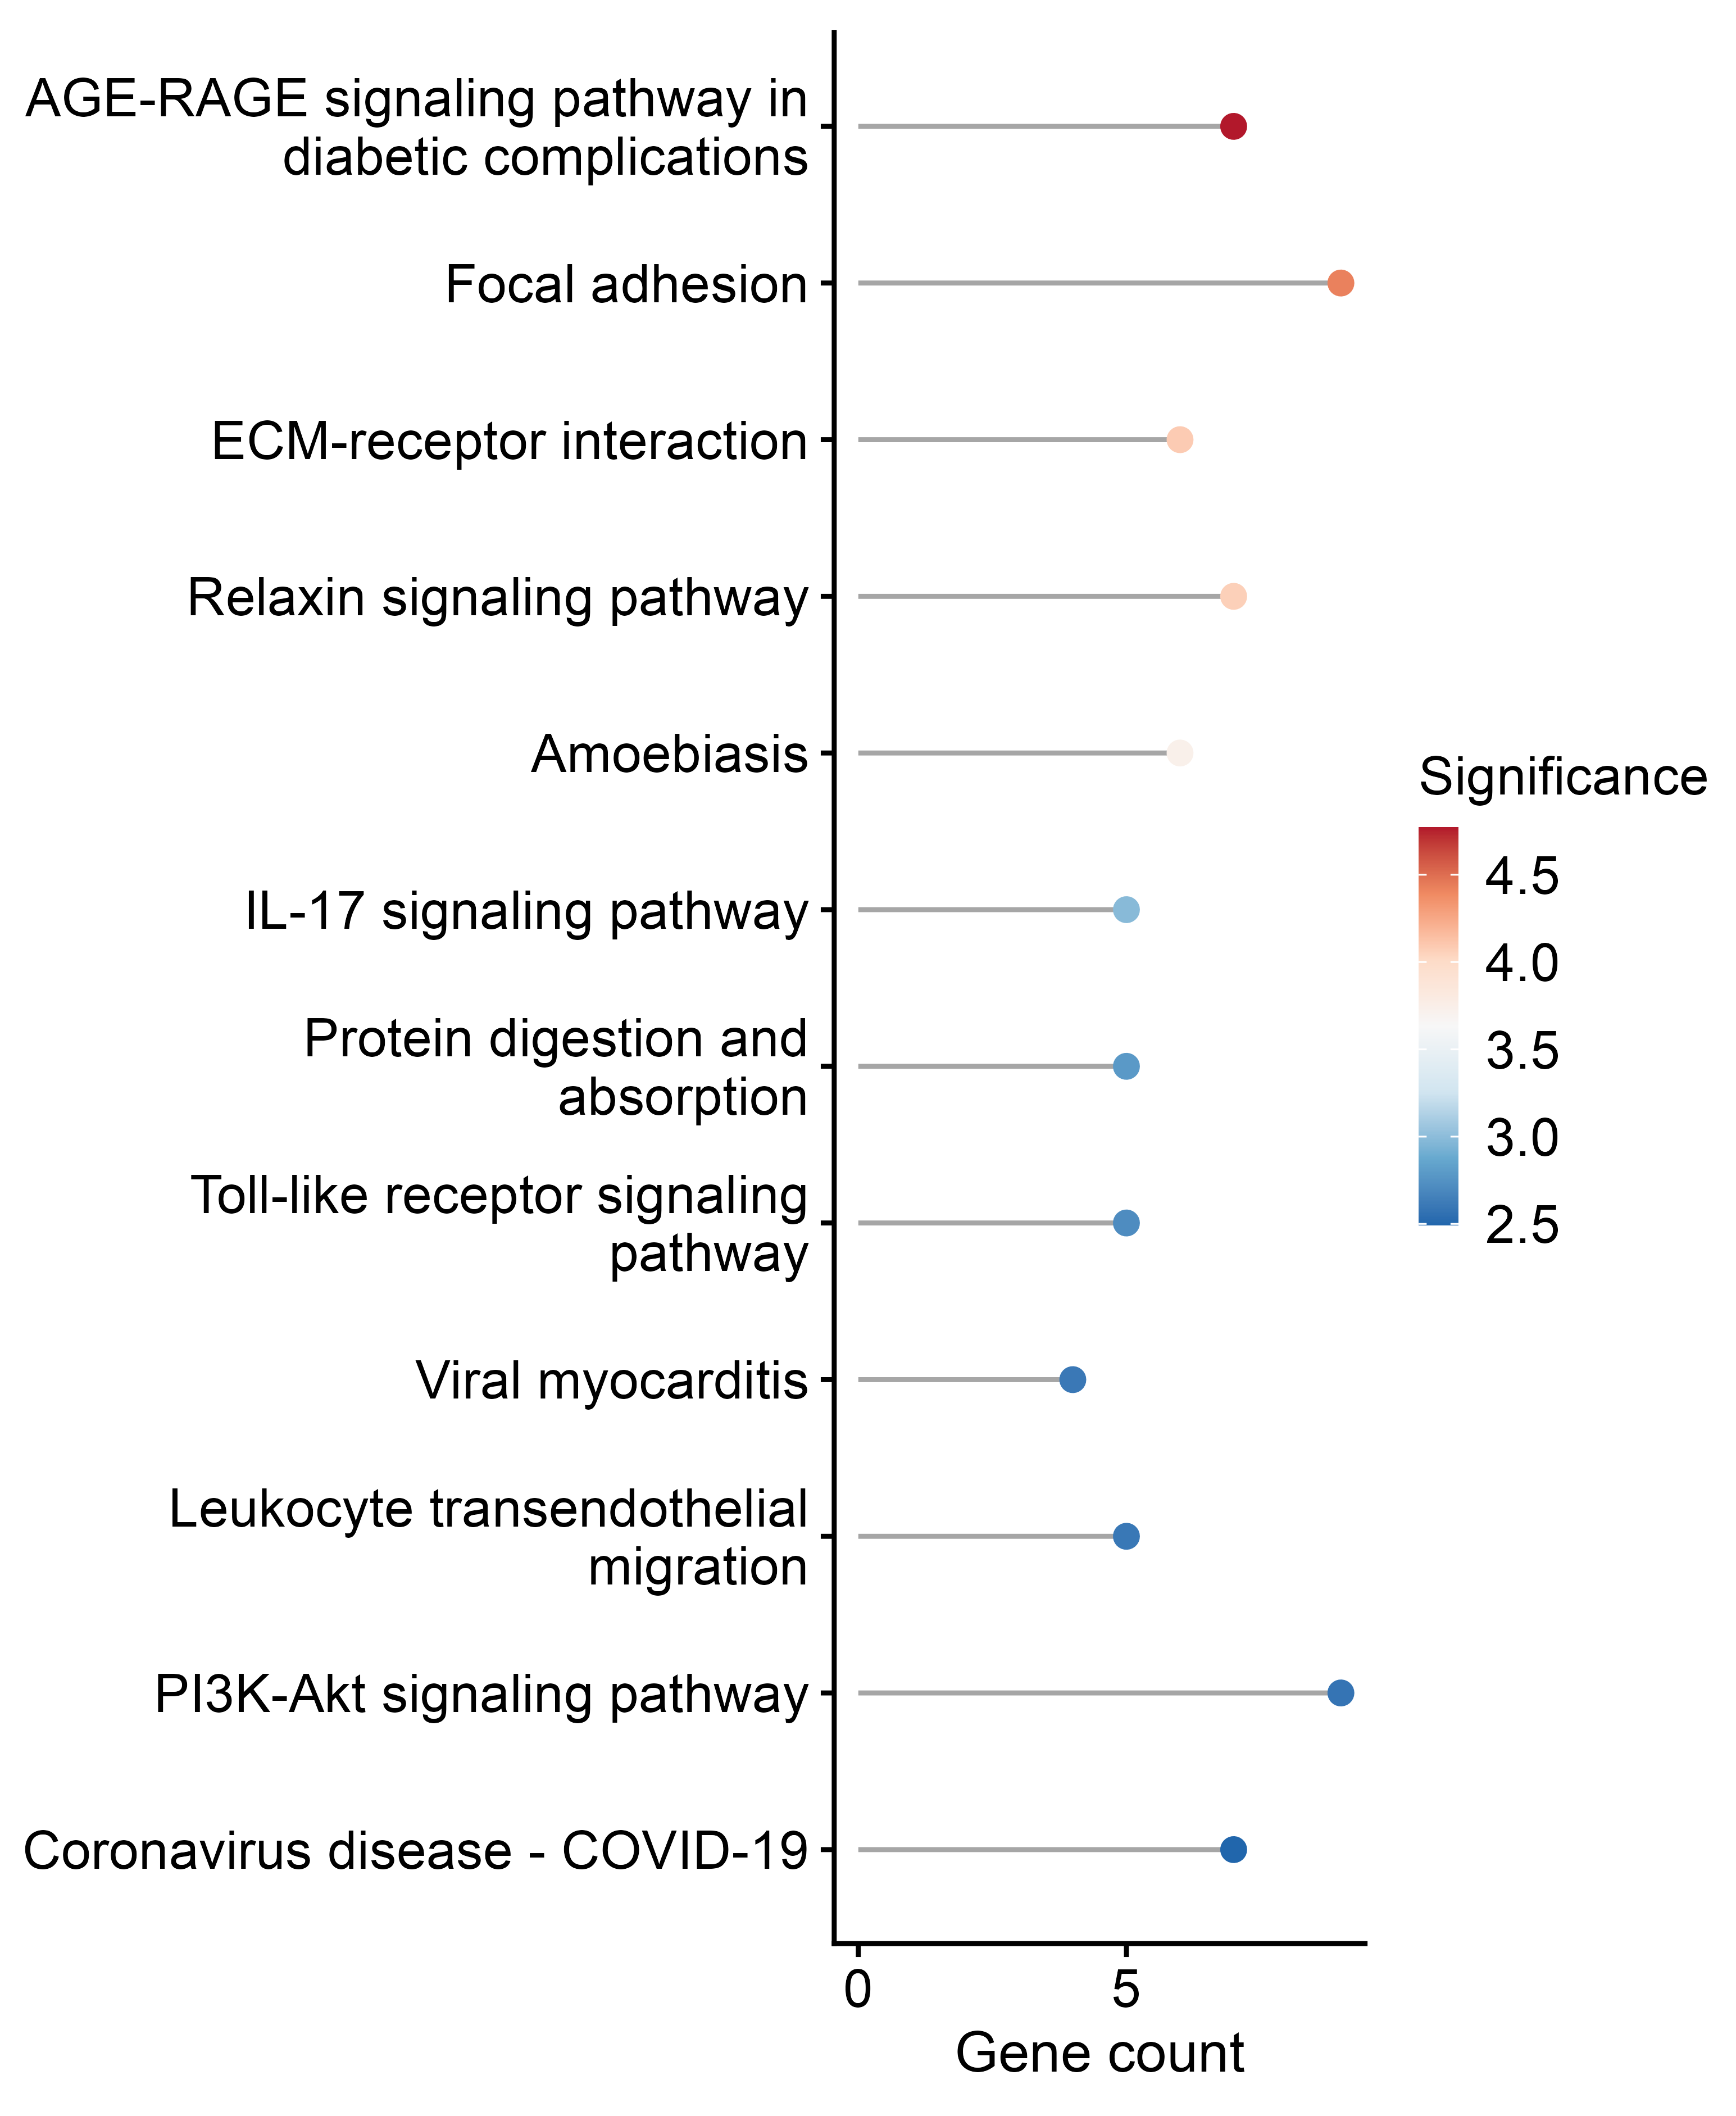 AGE-RAGE signaling pathway in
diabetic complications
Focal adhesion
ECM-receptor interaction
Relaxin signaling pathway
Amoebiasis
IL-17 signaling pathway
Protein digestion and
absorption
Toll-like receptor signaling
pathway
Viral myocarditis
Leukocyte transendothelial
migration
PI3K-Akt signaling pathway
Coronavirus disease - COVID-19
0
5
Gene count
Significance
4.5
4.0
3.5
3.0
2.5